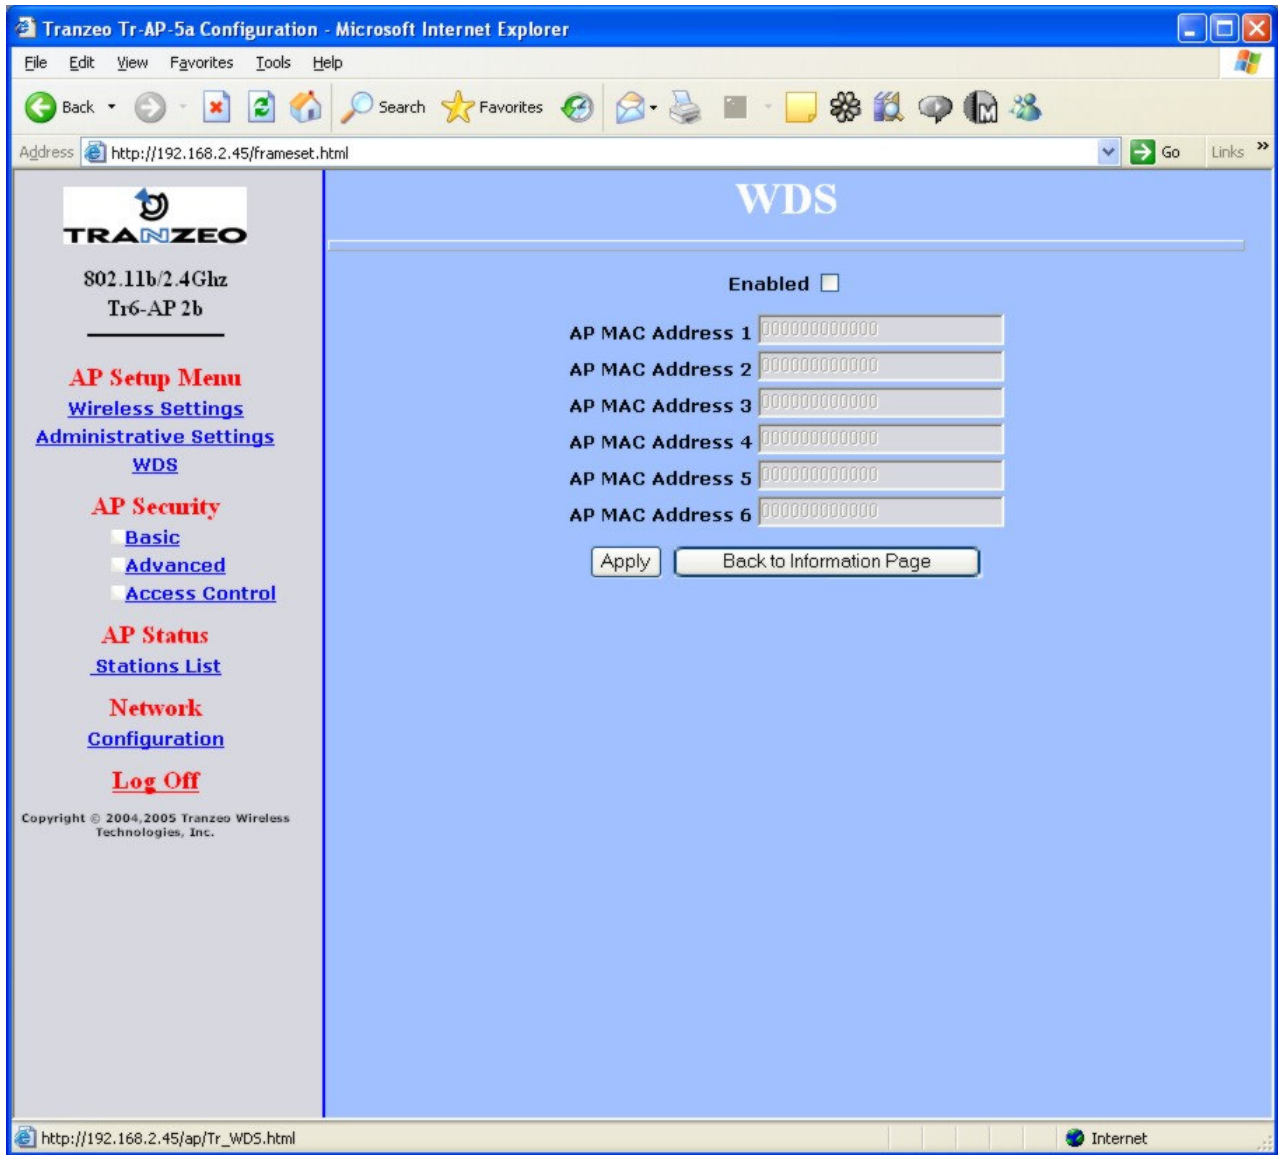 Tranzeo Tr-AP-5a Configuration - Microsoft Internet Explorer
File Edit View Favorites Tools Help
Back Search Favorites
Address http://192.168.2.45/frameset.html Go Links »
TRANZEO
802.11b/2.4Ghz
Tr6-AP 2b
AP Setup Menu
Wireless Settings
Administrative Settings
WDS
AP Security
Basic
Advanced
Access Control
AP Status
Stations List
Network
Configuration
Log Off
Copyright © 2004,2005 Tranzeo Wireless
Technologies, Inc.
WDS
Enabled
AP MAC Address 1 000000000000
AP MAC Address 2 000000000000
AP MAC Address 3 000000000000
AP MAC Address 4 000000000000
AP MAC Address 5 000000000000
AP MAC Address 6 000000000000
Apply Back to Information Page
http://192.168.2.45/ap/Tr_WDS.html Internet